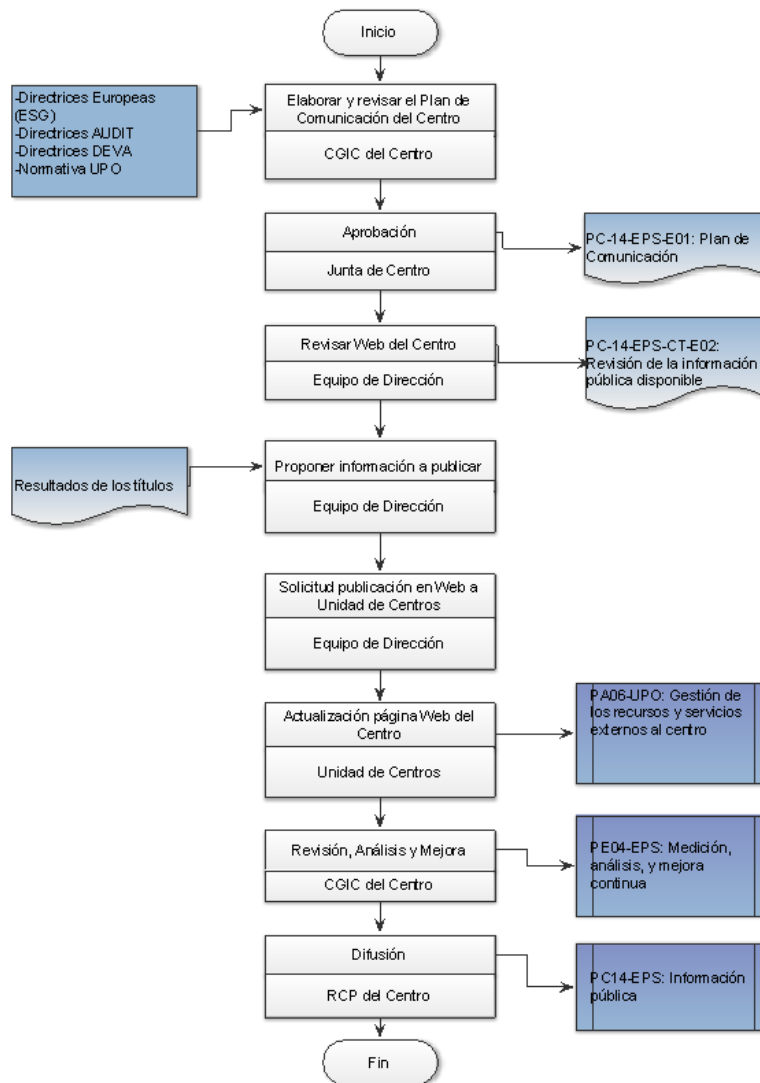 Inicio
-Directrices Europeas
(ESG)
-Directrices AUDIT
-Directrices DEVA
-Normativa UPO
Elaborar y revisar el Plan de
Comunicación del Centro
CGIC del Centro
Aprobación
Junta de Centro
PC-14-EPS-E01: Plan de
Comunicación
Revisar Web del Centro
Equipo de Dirección
PC-14-EPS-CT-E02:
Revisión de la información
pública disponible
Resultados de los títulos
Proponer información a publicar
Equipo de Dirección
Solicitud publicación en Web a
Unidad de Centros
Equipo de Dirección
Actualización página Web del
Centro
Unidad de Centros
PA06-UPO: Gestión de
los recursos y servicios
externos al centro
Revisión, Análisis y Mejora
CGIC del Centro
PE04-EPS: Medición,
análisis, y mejora
continua
Difusión
RCP del Centro
PC14-EPS: Información
pública
Fin